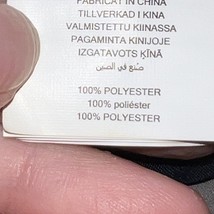 FABRICAT ÎN CHINA
TILLVERKAD I KINA
VALMISTETTU KIINASSA
PAGAMINTA KINIJOJE
IZGATAVOTS ĶĪNĀ
صنع في الصين
100% POLYESTER
100% poliéster
100% POLYESTER